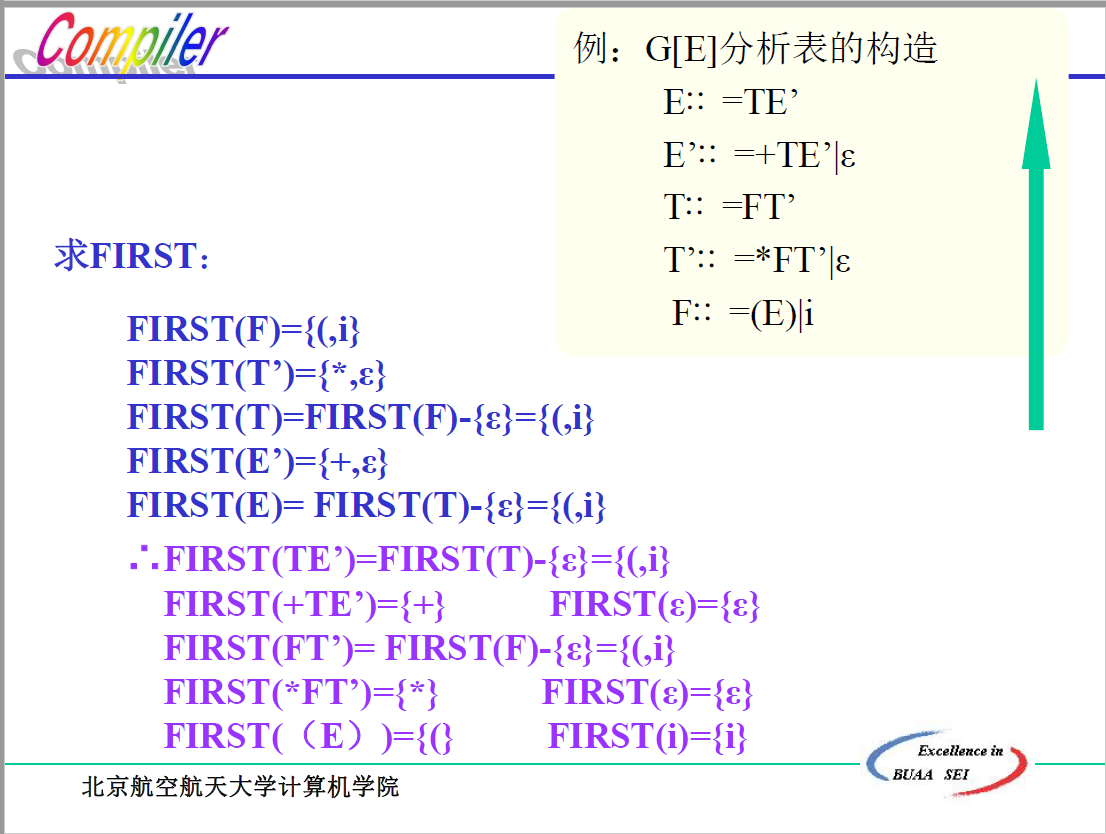 Compiler
例：G[E]分析表的构造
E∷ =TE’
E’∷ =+TE’|ε
T∷ =FT’
T’∷ =*FT’|ε
F∷ =(E)|i
求FIRST：
FIRST(F)={(,i}
FIRST(T’)={*,ε}
FIRST(T)=FIRST(F)-{ε}={(,i}
FIRST(E’)={+,ε}
FIRST(E)= FIRST(T)-{ε}={(,i}
∴FIRST(TE’)=FIRST(T)-{ε}={(,i}
FIRST(+TE’)={+} FIRST(ε)={ε}
FIRST(FT’)= FIRST(F)-{ε}={(,i}
FIRST(*FT’)={*} FIRST(ε)={ε}
FIRST(（E）)={(} FIRST(i)={i}
Excellence in
BUAA SEI
北京航空航天大学计算机学院